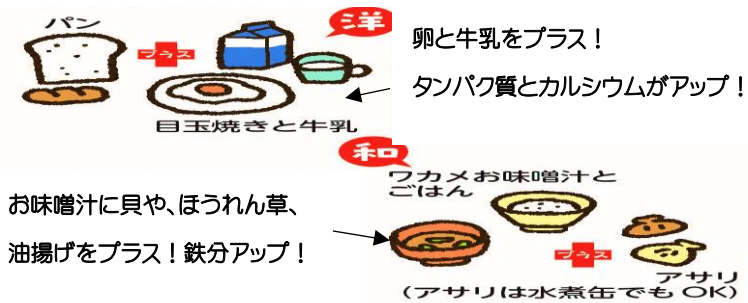 洋
パン
プラス
目玉焼きと牛乳
卵と牛乳をプラス!
タンパク質とカルシウムがアップ!
和
ワカメお味噌汁と
ごはん
プラス
アサリ
(アサリは水煮缶でもOK)
お味噌汁に貝や、ほうれん草、
油揚げをプラス!鉄分アップ!